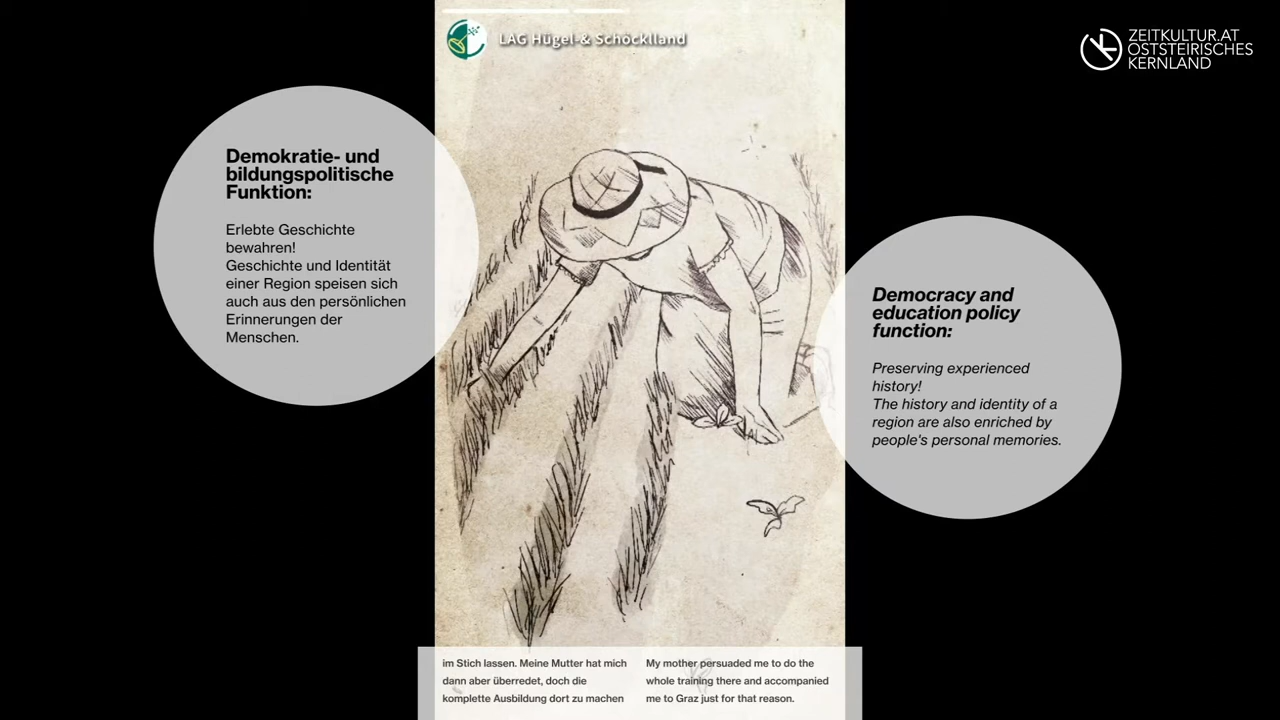 LAG Hügel-& Schöcklland
ZEITKULTUR.AT
OSTSTEIRISCHES
KERNLAND
Demokratie- und
bildungspolitische
Funktion:
Erlebte Geschichte
bewahren!
Geschichte und Identität
einer Region speisen sich
auch aus den persönlichen
Erinnerungen der
Menschen.
Democracy and
education policy
function:
Preserving experienced
history!
The history and identity of a
region are also enriched by
people's personal memories.
im Stich lassen. Meine Mutter hat mich
dann aber überredet, doch die
komplette Ausbildung dort zu machen
My mother persuaded me to do the
whole training there and accompanied
me to Graz just for that reason.